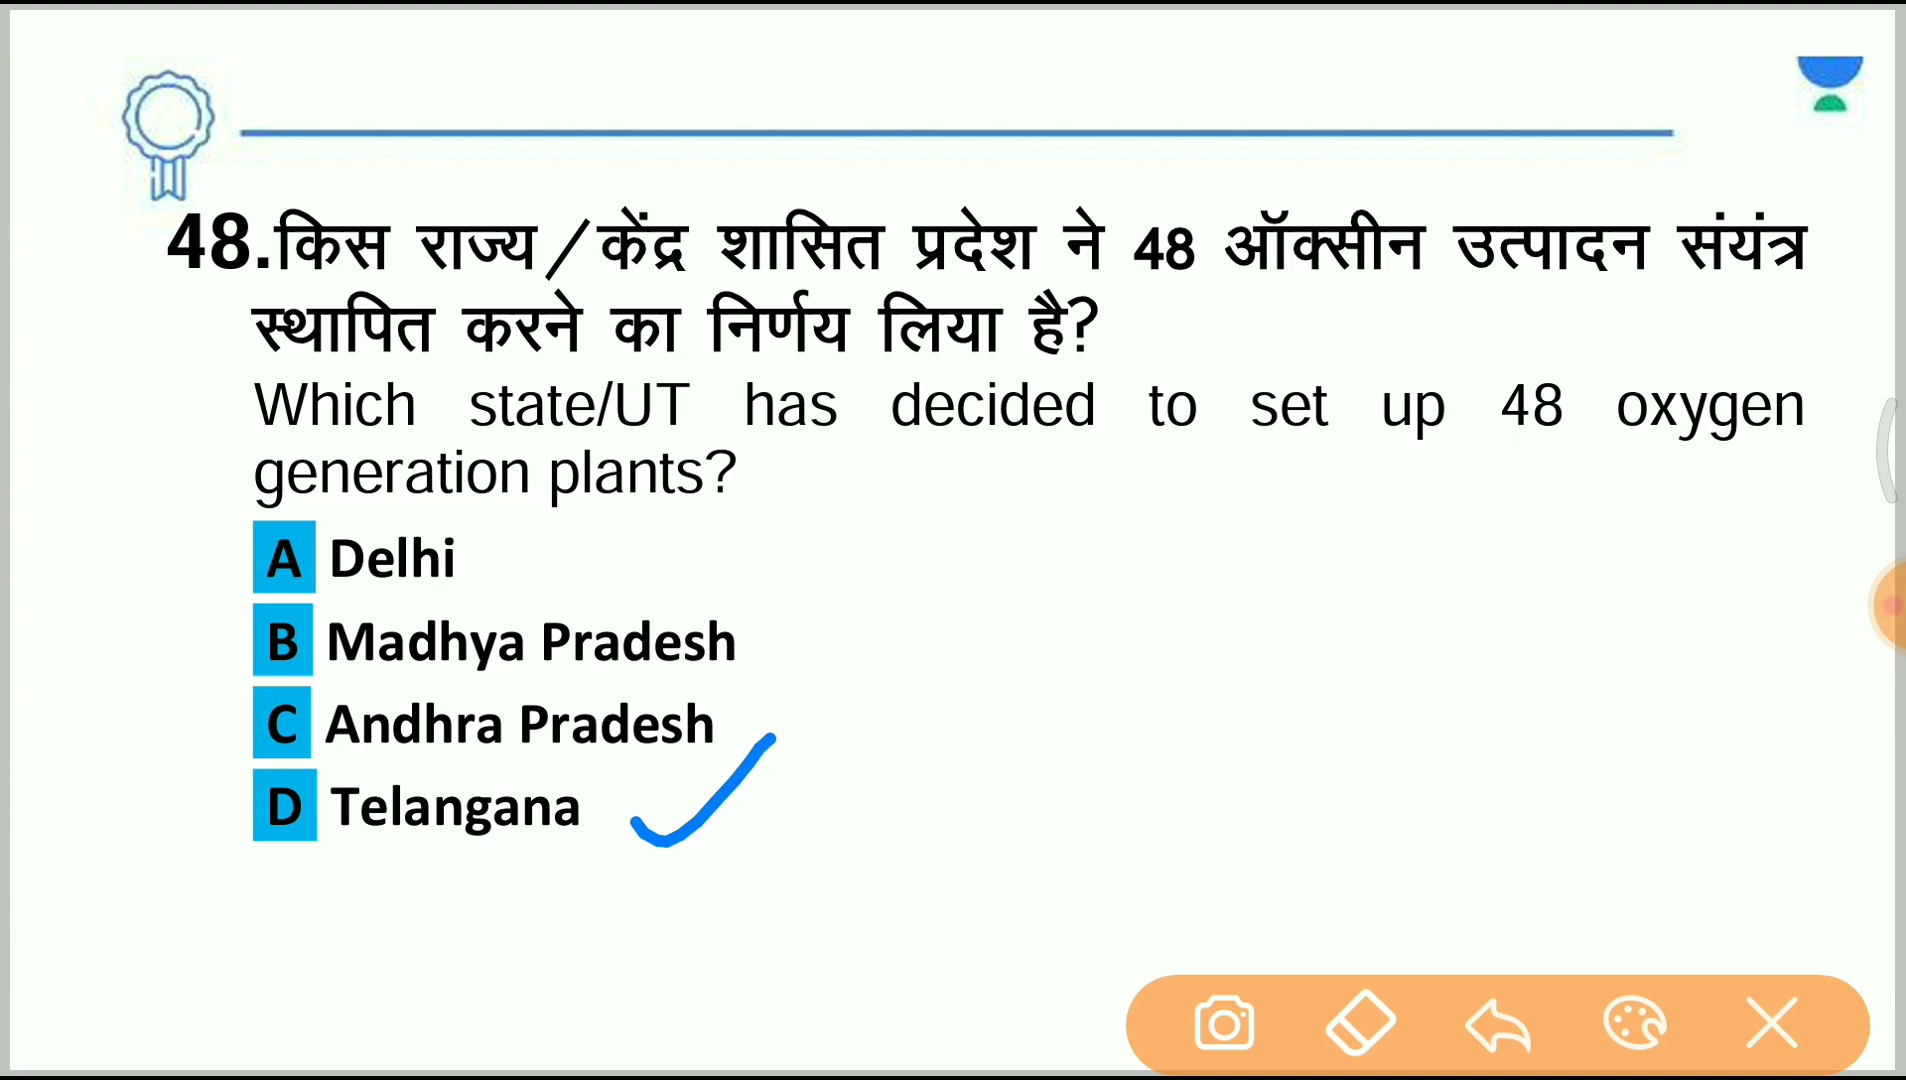 48.किस राज्य/केंद्र शासित प्रदेश ने 48 ऑक्सीन उत्पादन संयंत्र
स्थापित करने का निर्णय लिया है?
Which state/UT has decided to set up 48 oxygen
generation plants?
A Delhi
B Madhya Pradesh
C Andhra Pradesh
D Telangana